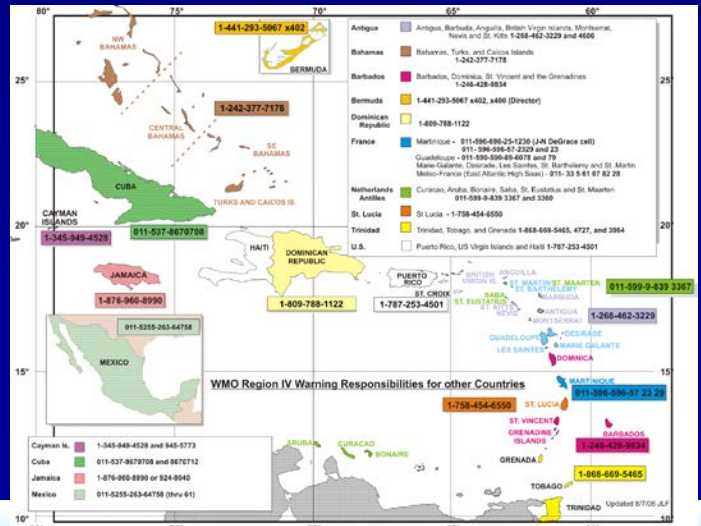 80° 75° 70° 65° 60°
1-441-293-5067 x402
BERMUDA
NW
BAHAMAS
25°
1-242-377-7178
CENTRAL
BAHAMAS
SE
BAHAMAS
TURKS AND CAICOS IS.
CUBA
CAYMAN
ISLANDS
20°
1-345-949-4528
011-537-8670708
Antigua Antigua, Barbuda, Anguilla, British Virgin Islands, Montserrat,
Nevis and St. Kitts 1-268-462-3229 and 4606
Bahamas Bahamas, Turks, and Caicos Islands
1-242-377-7178
Barbados Barbados, Dominica, St. Vincent and the Grenadines
1-246-428-9834
Bermuda 1-441-293-5067 x402, x400 (Director)
Dominican
Republic 1-809-788-1122
France Martinique - 011-596-696-25-1230 (J-N DeGrace cell)
011- 596-596-57-2329 and 23
Guadeloupe - 011-590-590-89-6078 and 79
Marie Galante, Desirade, Les Saintes, St. Barthelemy and St. Martin
Meteo-France (East Atlantic High Seas) - 011- 33 5 61 07 82 28
Netherlands
Antilles Curacao, Aruba, Bonaire, Saba, St. Eustatius and St. Maarten
011-599-9-839 3367 and 3360
St. Lucia St Lucia - 1-758-454-6550
Trinidad Trinidad, Tobago, and Grenada 1-868-669-5465, 4727, and 3964
U.S. Puerto Rico, US Virgin Islands and Haiti 1-787-253-4501
25°
20°
HAITI
DOMINICAN
REPUBLIC
JAMAICA
1-876-960-8990
1-809-788-1122
PUERTO
RICO
ST. CROIX
1-787-253-4501
BRITISH
VIRGIN IS.
ANGUILLA
ST. MARTIN
ST. MAARTEN
ST. BARTHELEMY
SABA
ST. EUSTATIUS
BARBUDA
ST. KITTS
NEVIS
ANTIGUA
MONTSERRAT
011-599-9-839 3367
1-268-462-3229
GUADELOUPE
DESIRADE
LES SAINTES
MARIE GALANTE
DOMINICA
011-5255-263-64758
MEXICO
15°
15°
WMO Region IV Warning Responsibilities for other Countries
MARTINIQUE
011-596-596-57 23 29
1-758-454-6550
ST. LUCIA
ST. VINCENT
GRENADINE
ISLANDS
BARBADOS
1-246-428-9834
GRENADA
1-868-669-5465
TOBAGO
TRINIDAD
ARUBA
CURACAO
BONAIRE
Cayman Is. 1-345-949-4528 and 945-5773
Cuba 011-537-8670708 and 8670712
Jamaica 1-876-960-8990 or 924-8040
Mexico 011-5255-263-64758 (thru 61)
Updated 8/7/06 JLF
10°
10°